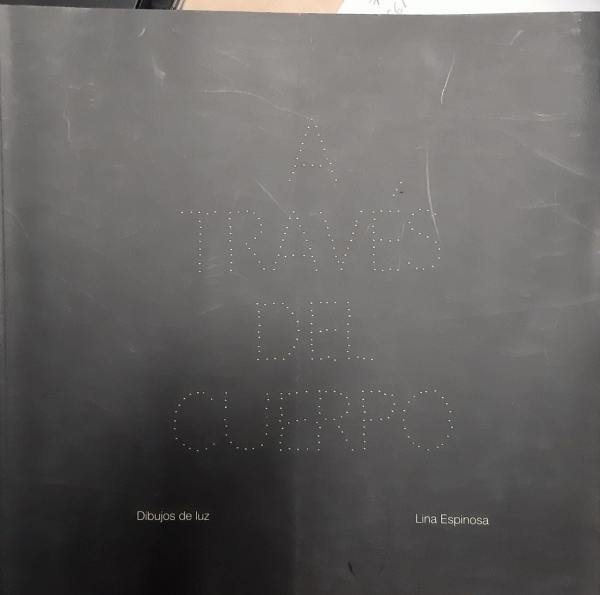 A
TRAVÉS
DEL
CUERPO
Dibujos de luz
Lina Espinosa